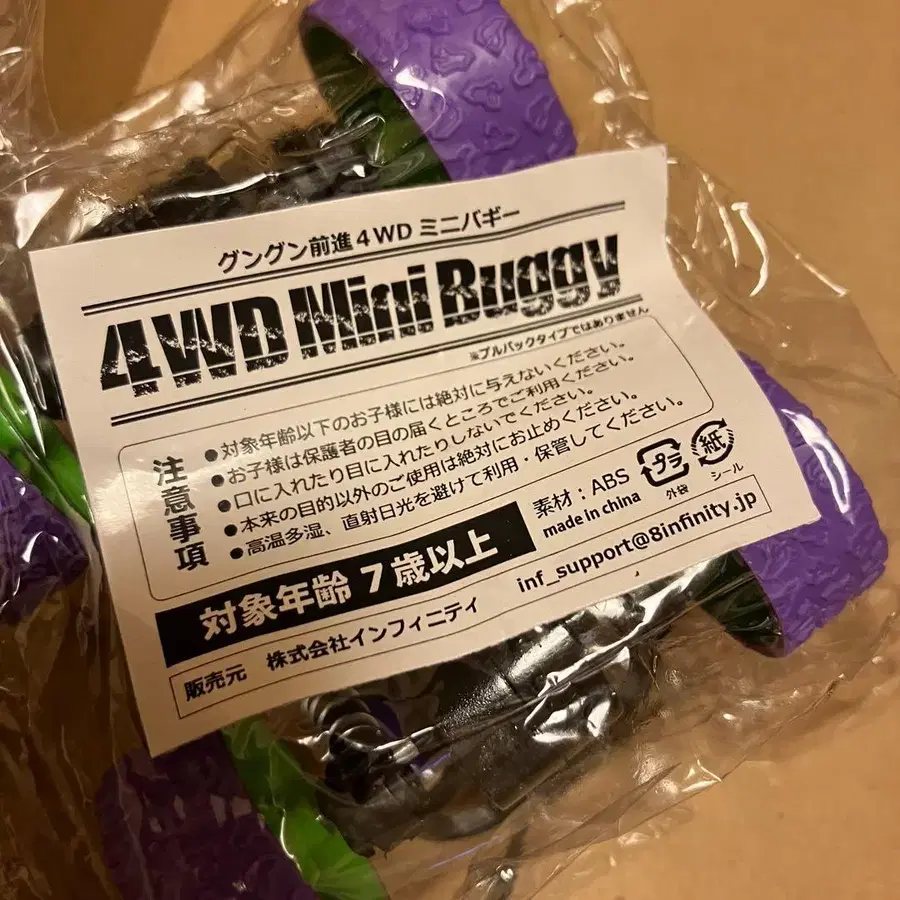 グングン前進4WD ミニバギー
4WD Mini Buggy
※プルバックタイプではありません
注意事項
●対象年齢以下のお子様には絶対に与えないください。
●お子様は保護者の目の届くところでご利用ください。
●口に入れたり目に入れたりしないでください。
●本来の目的以外のご使用は絶対にお止めください。
●高温多湿、直射日光を避けて利用・保管してください。
対象年齢 7歳以上
素材：ABS
made in china
プラ
外袋
紙
シール
販売元 株式会社インフィニティ inf_support@8infinity.jp